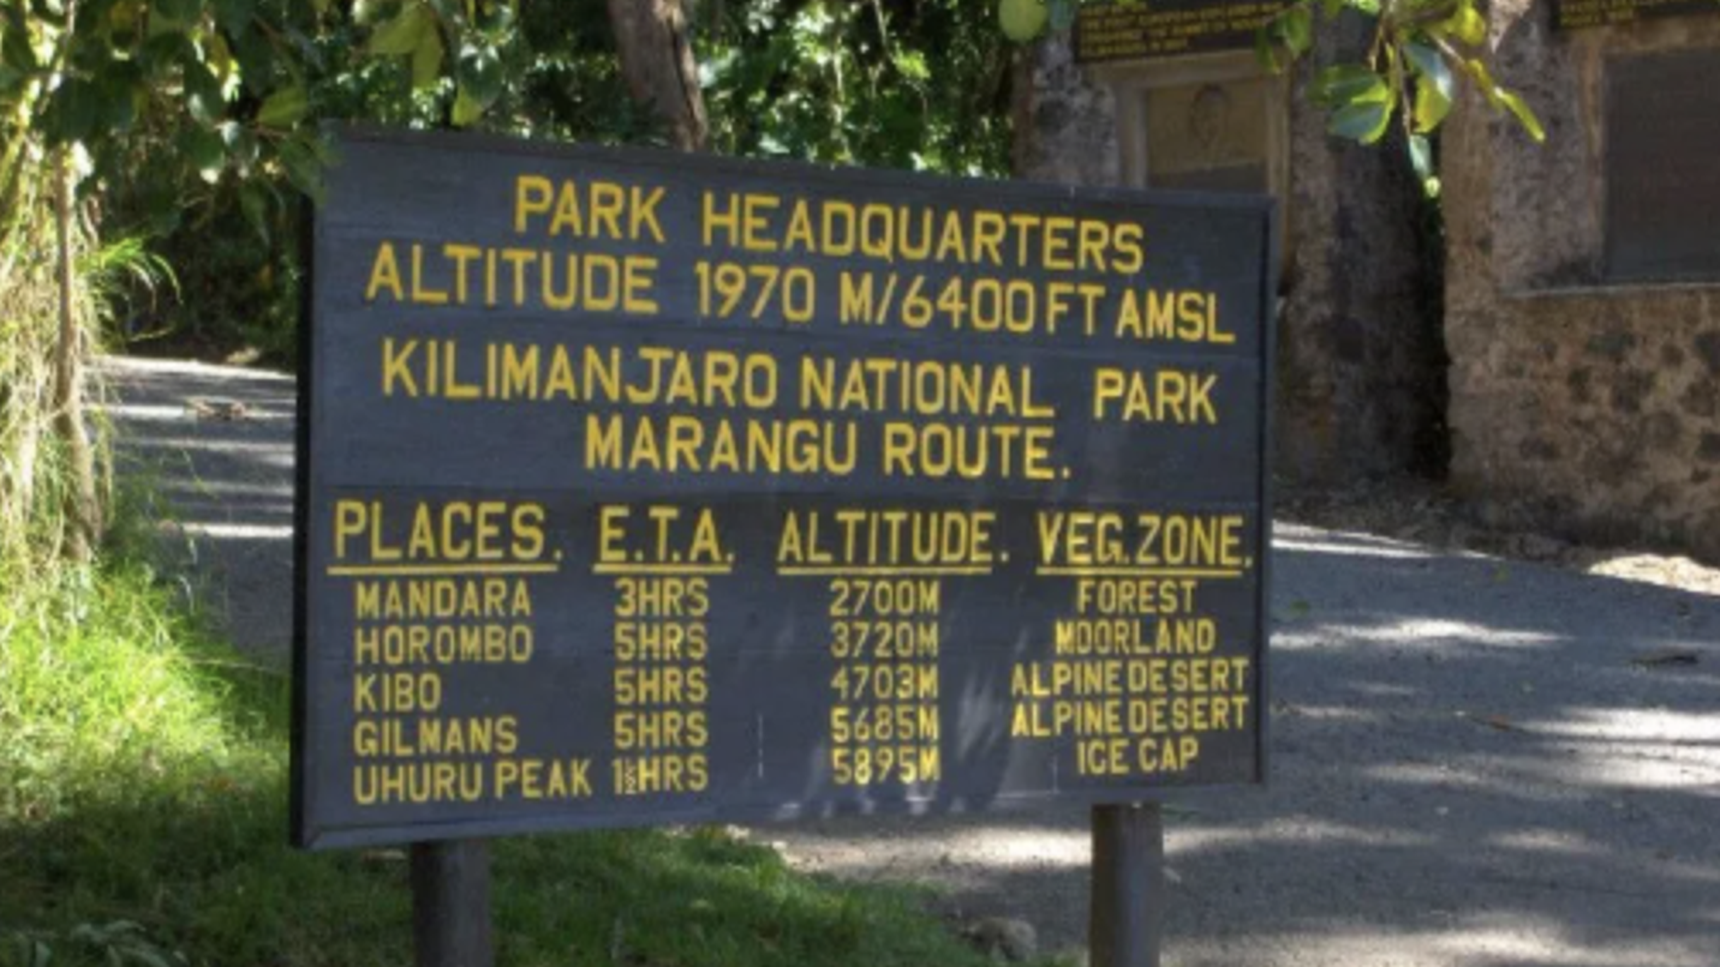 PARK HEADQUARTERS
ALTITUDE 1970 M/6400 FT AMSL
KILIMANJARO NATIONAL PARK
MARANGU ROUTE.
PLACES. E.T.A. ALTITUDE. VEG.ZONE.
MANDARA 3HRS 2700M FOREST
HOROMBO 5HRS 3720M MOORLAND
KIBO 5HRS 4703M ALPINE DESERT
GILMANS 5HRS 5685M ALPINE DESERT
UHURU PEAK 1½HRS 5895M ICE CAP